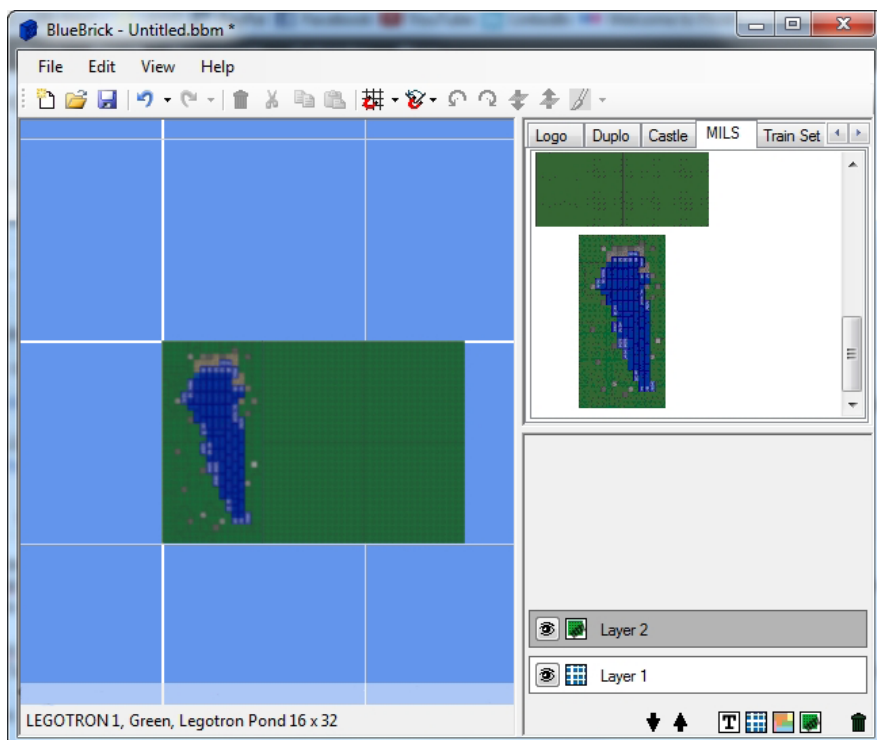 BlueBrick - Untitled.bbm *
File Edit View Help
Logo Duplo Castle MILS Train Set
Layer 2
Layer 1
T
LEGOTRON 1, Green, Legotron Pond 16 x 32